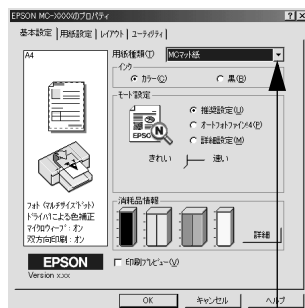 EPSON MC-XXXXのプロパティ
基本設定 用紙設定 レイアウト ユーティリティ
A4
用紙種類(T) MCマット紙
インク
カラー(C) 黒(B)
モード設定
推奨設定(U)
オートフォトファイン!4(P)
詳細設定(M)
EPSON
きれい 速い
フォト (マルチサイズドット)
ドライバによる色補正
マイクロウィーブ : オン
双方向印刷 : オン
消耗品情報
詳細
EPSON
Version x.xx
印刷プレビュー(V)
OK キャンセル ヘルプ